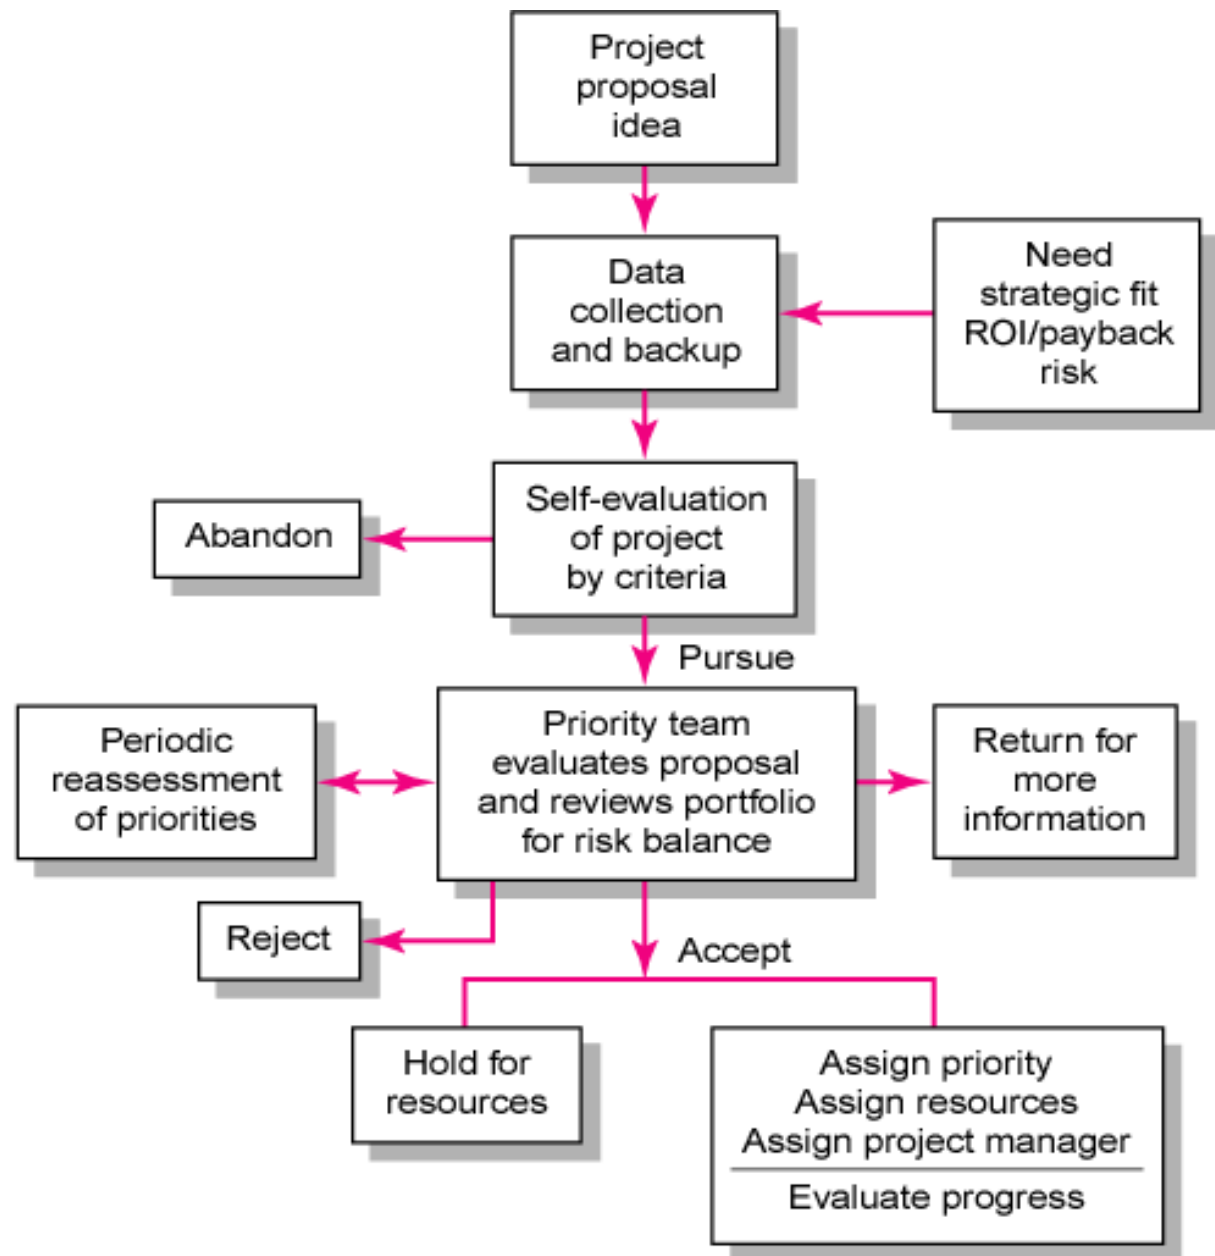 Project
proposal
idea
Data
collection
and backup
Need
strategic fit
ROI/payback
risk
Abandon
Self-evaluation
of project
by criteria
Pursue
Periodic
reassessment
of priorities
Priority team
evaluates proposal
and reviews portfolio
for risk balance
Return for
more
information
Reject
Accept
Hold for
resources
Assign priority
Assign resources
Assign project manager
Evaluate progress